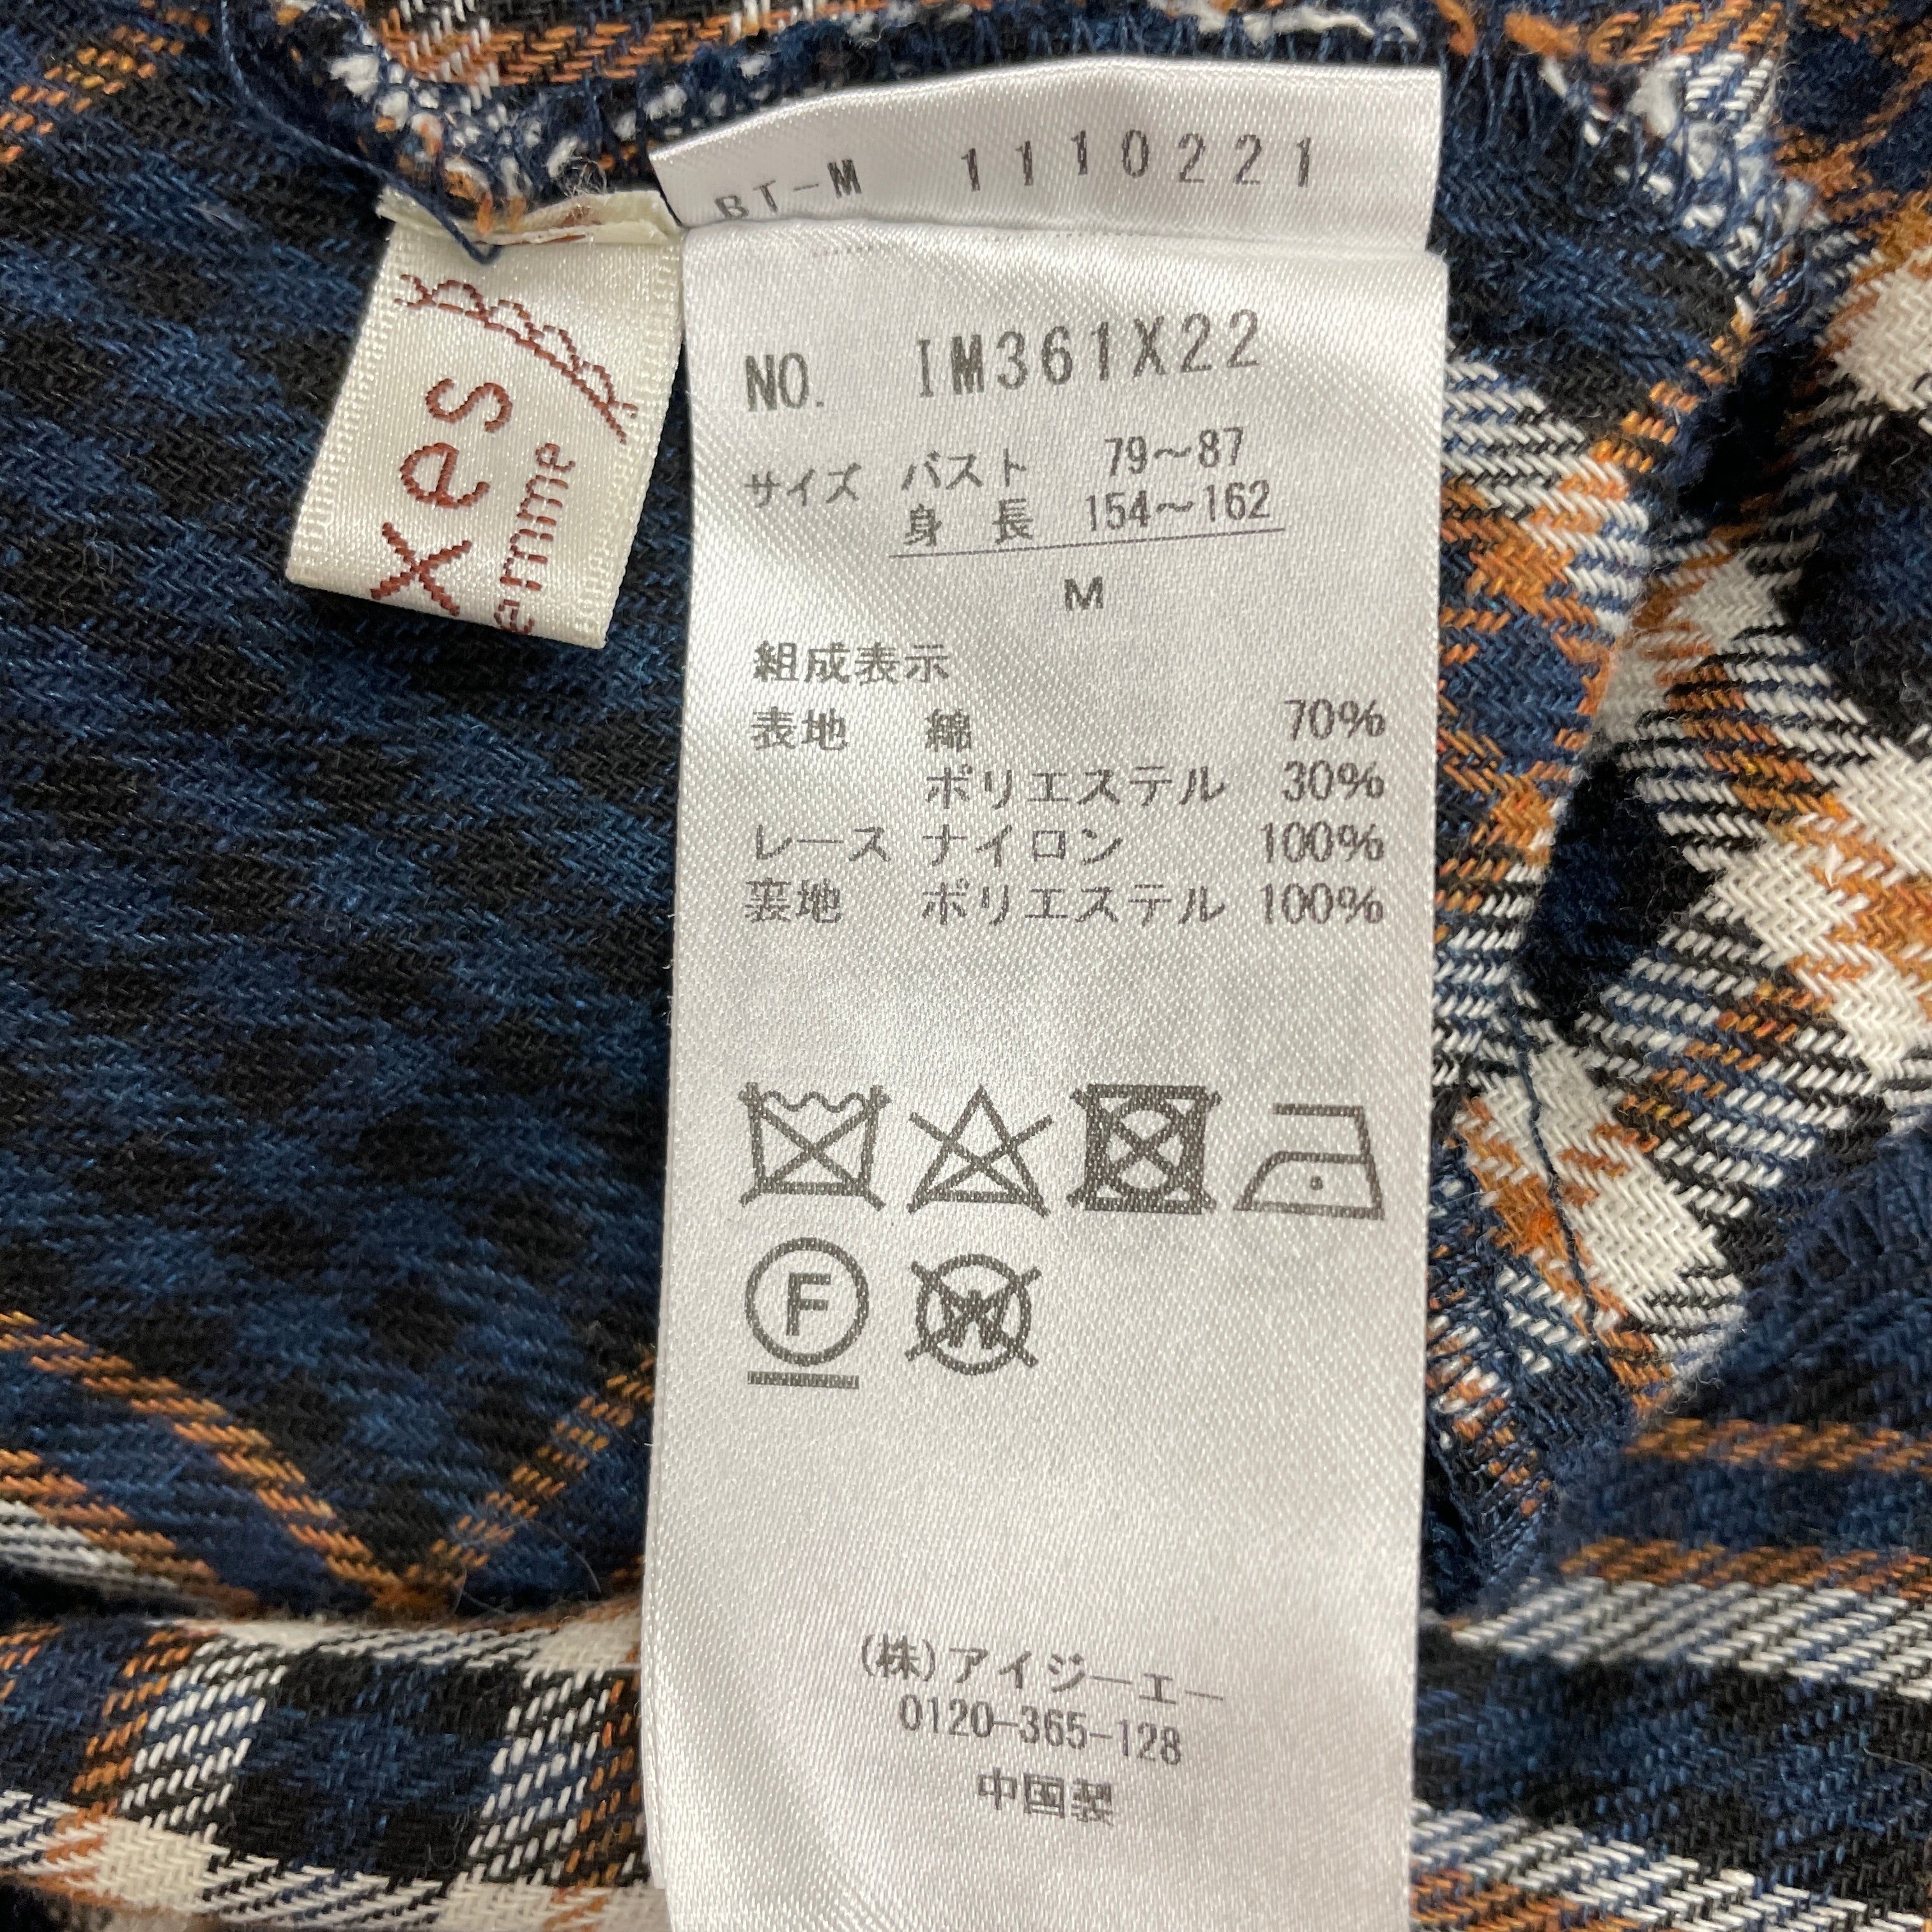 BT-M 1110221
NO. IM361X22
サイズ バスト 79～87
身 長 154～162
M
組成表示
表地 綿 70%
ポリエステル 30%
レース ナイロン 100%
裏地 ポリエステル 100%
F
W
(株)アイジーエー
0120-365-128
中国製
xes
emme